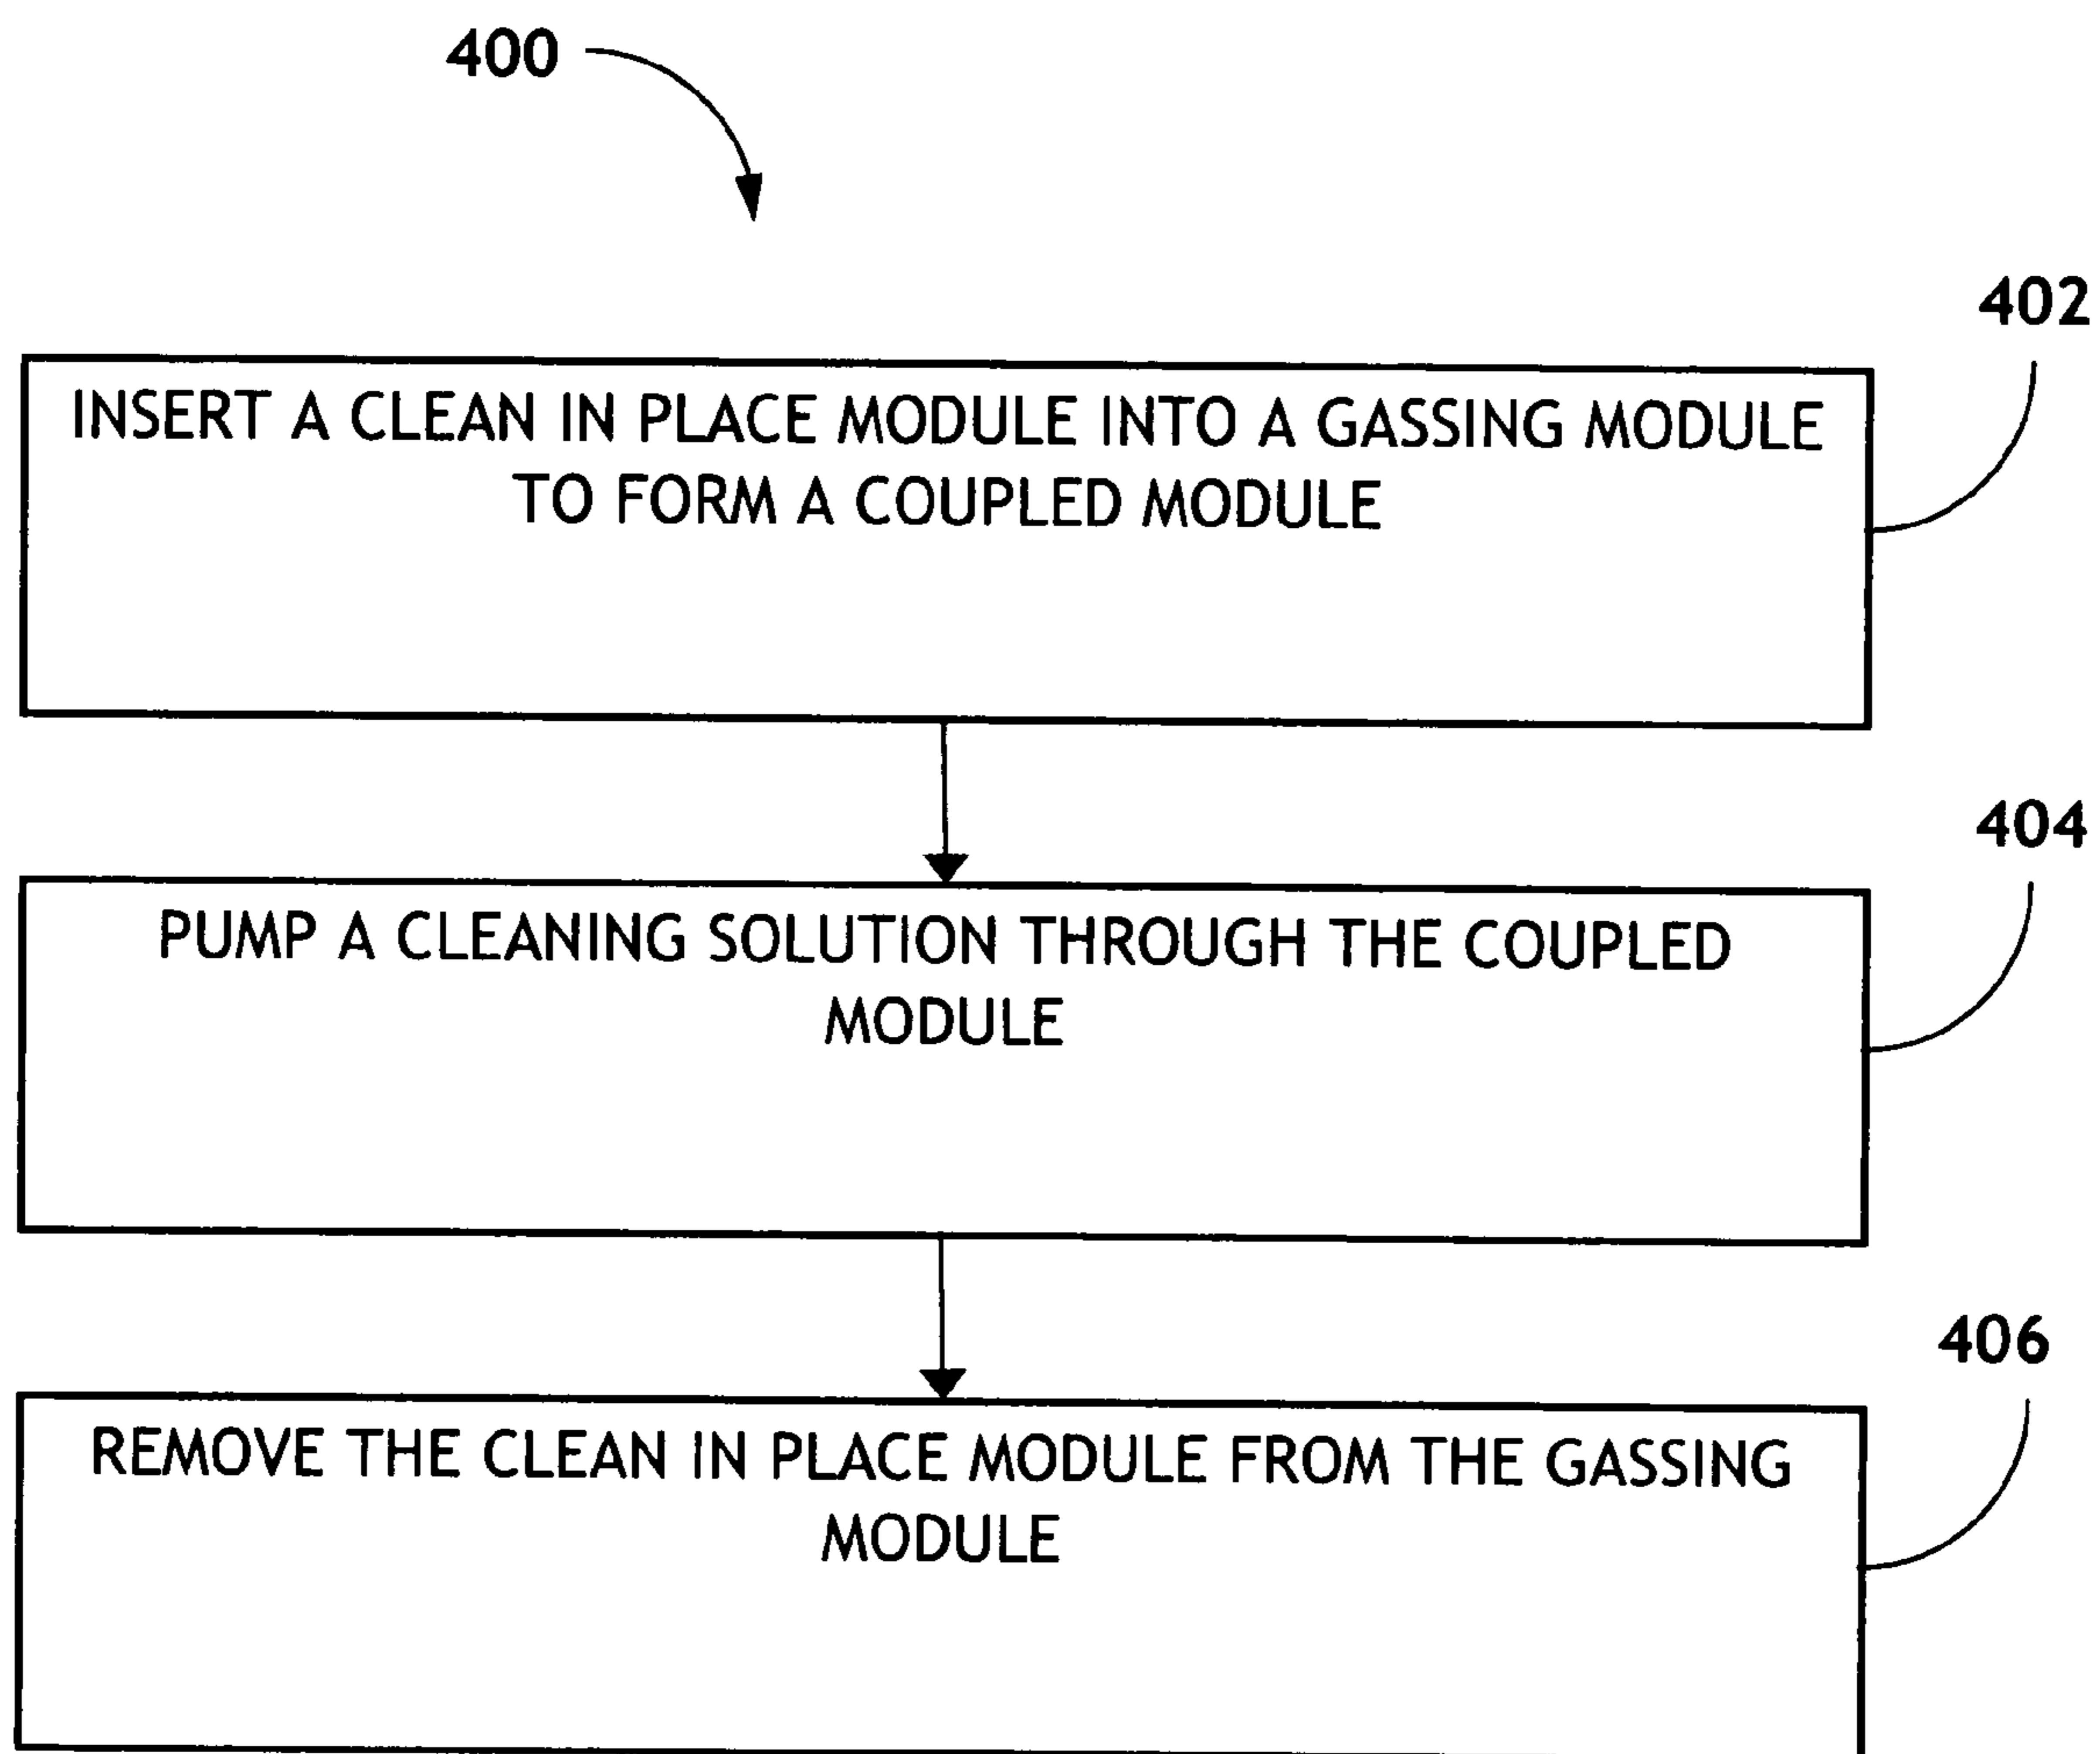 400
402
INSERT A CLEAN IN PLACE MODULE INTO A GASSING MODULE
TO FORM A COUPLED MODULE
404
PUMP A CLEANING SOLUTION THROUGH THE COUPLED
MODULE
406
REMOVE THE CLEAN IN PLACE MODULE FROM THE GASSING
MODULE